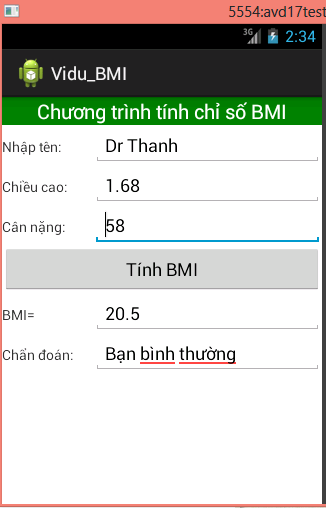 5554:avd17test
3G 2:34
Vidu_BMI
Chương trình tính chỉ số BMI
Nhập tên: Dr Thanh
Chiều cao: 1.68
Cân nặng: 58
Tính BMI
BMI= 20.5
Chẩn đoán: Bạn bình thường